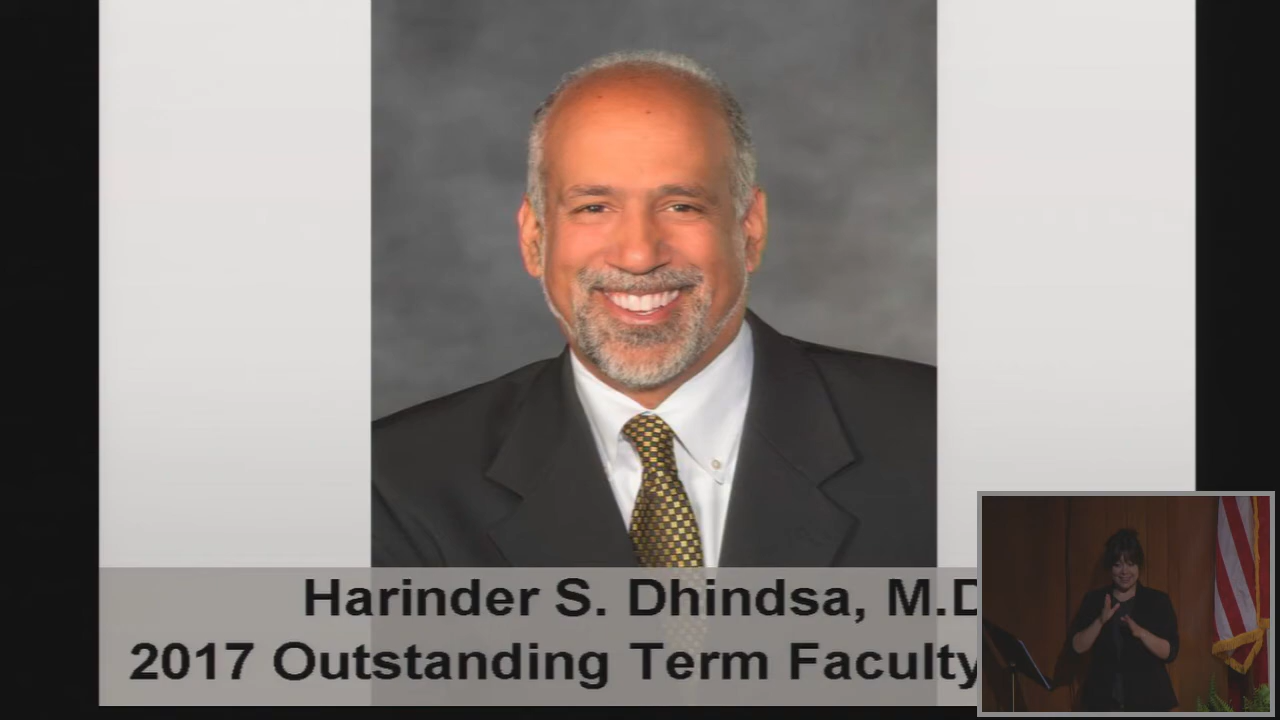 Harinder S. Dhindsa, M.D
2017 Outstanding Term Faculty